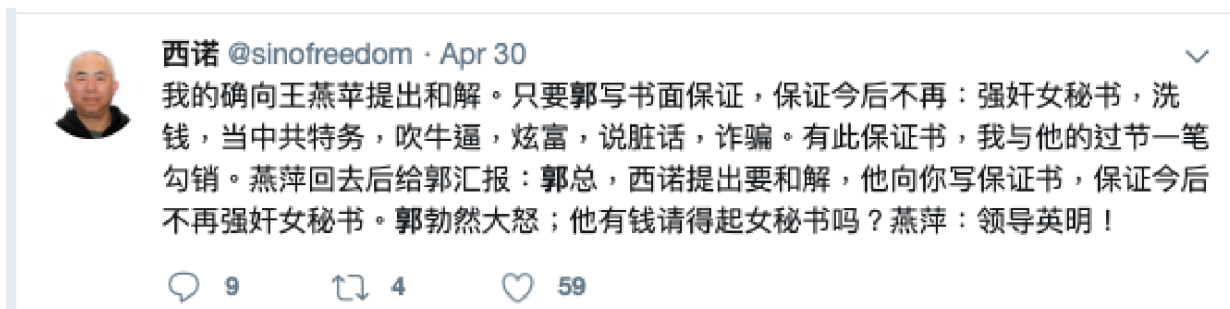 西诺 @sinofreedom · Apr 30
我的确向王燕苹提出和解。只要郭写书面保证，保证今后不再：强奸女秘书，洗
钱，当中共特务，吹牛逼，炫富，说脏话，诈骗。有此保证书，我与他的过节一笔
勾销。燕萍回去后给郭汇报：郭总，西诺提出要和解，他向你写保证书，保证今后
不再强奸女秘书。郭勃然大怒；他有钱请得起女秘书吗？燕萍：领导英明！
9 4 59